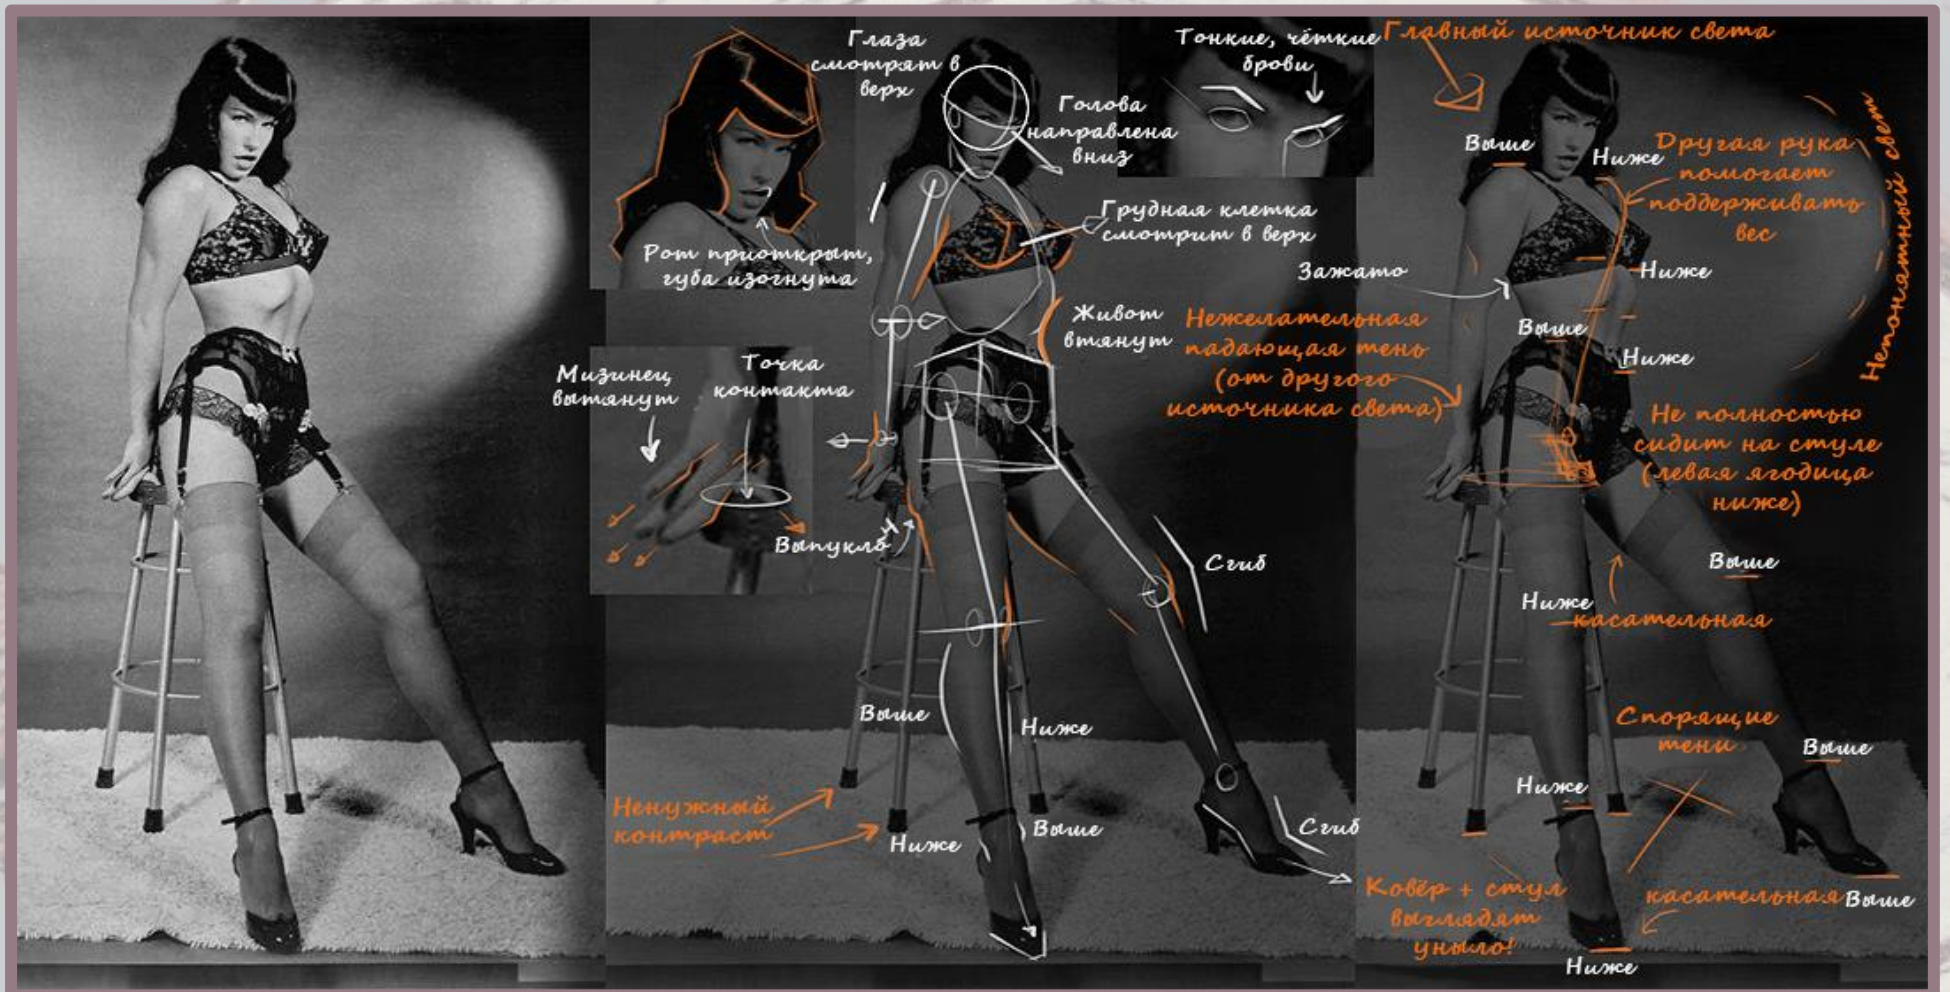 Глаза
смотрят в
верх
Голова
направлена
вниз
Тонкие, чёткие
брови
Рот приоткрыт,
губа изогнута
Грудная клетка
смотрит в верх
Живот
втянут
Мизинец
вытянут
Точка
контакта
Выпукло
Сгиб
Выше
Ниже
Ненужный
контраст
Ниже
Выше
Сгиб
Главный источник света
Непонятный свет
Выше
Ниже
Другая рука
помогает
поддерживать
вес
Зажато
Ниже
Нежелательная
падающая тень
(от другого
источника света)
Выше
Ниже
Не полностью
сидит на стуле
(левая ягодица
ниже)
Выше
Ниже
касательная
Спорящие
тени
Выше
Ниже
Ковёр + стул
выглядят
уныло!
касательная
Выше
Ниже